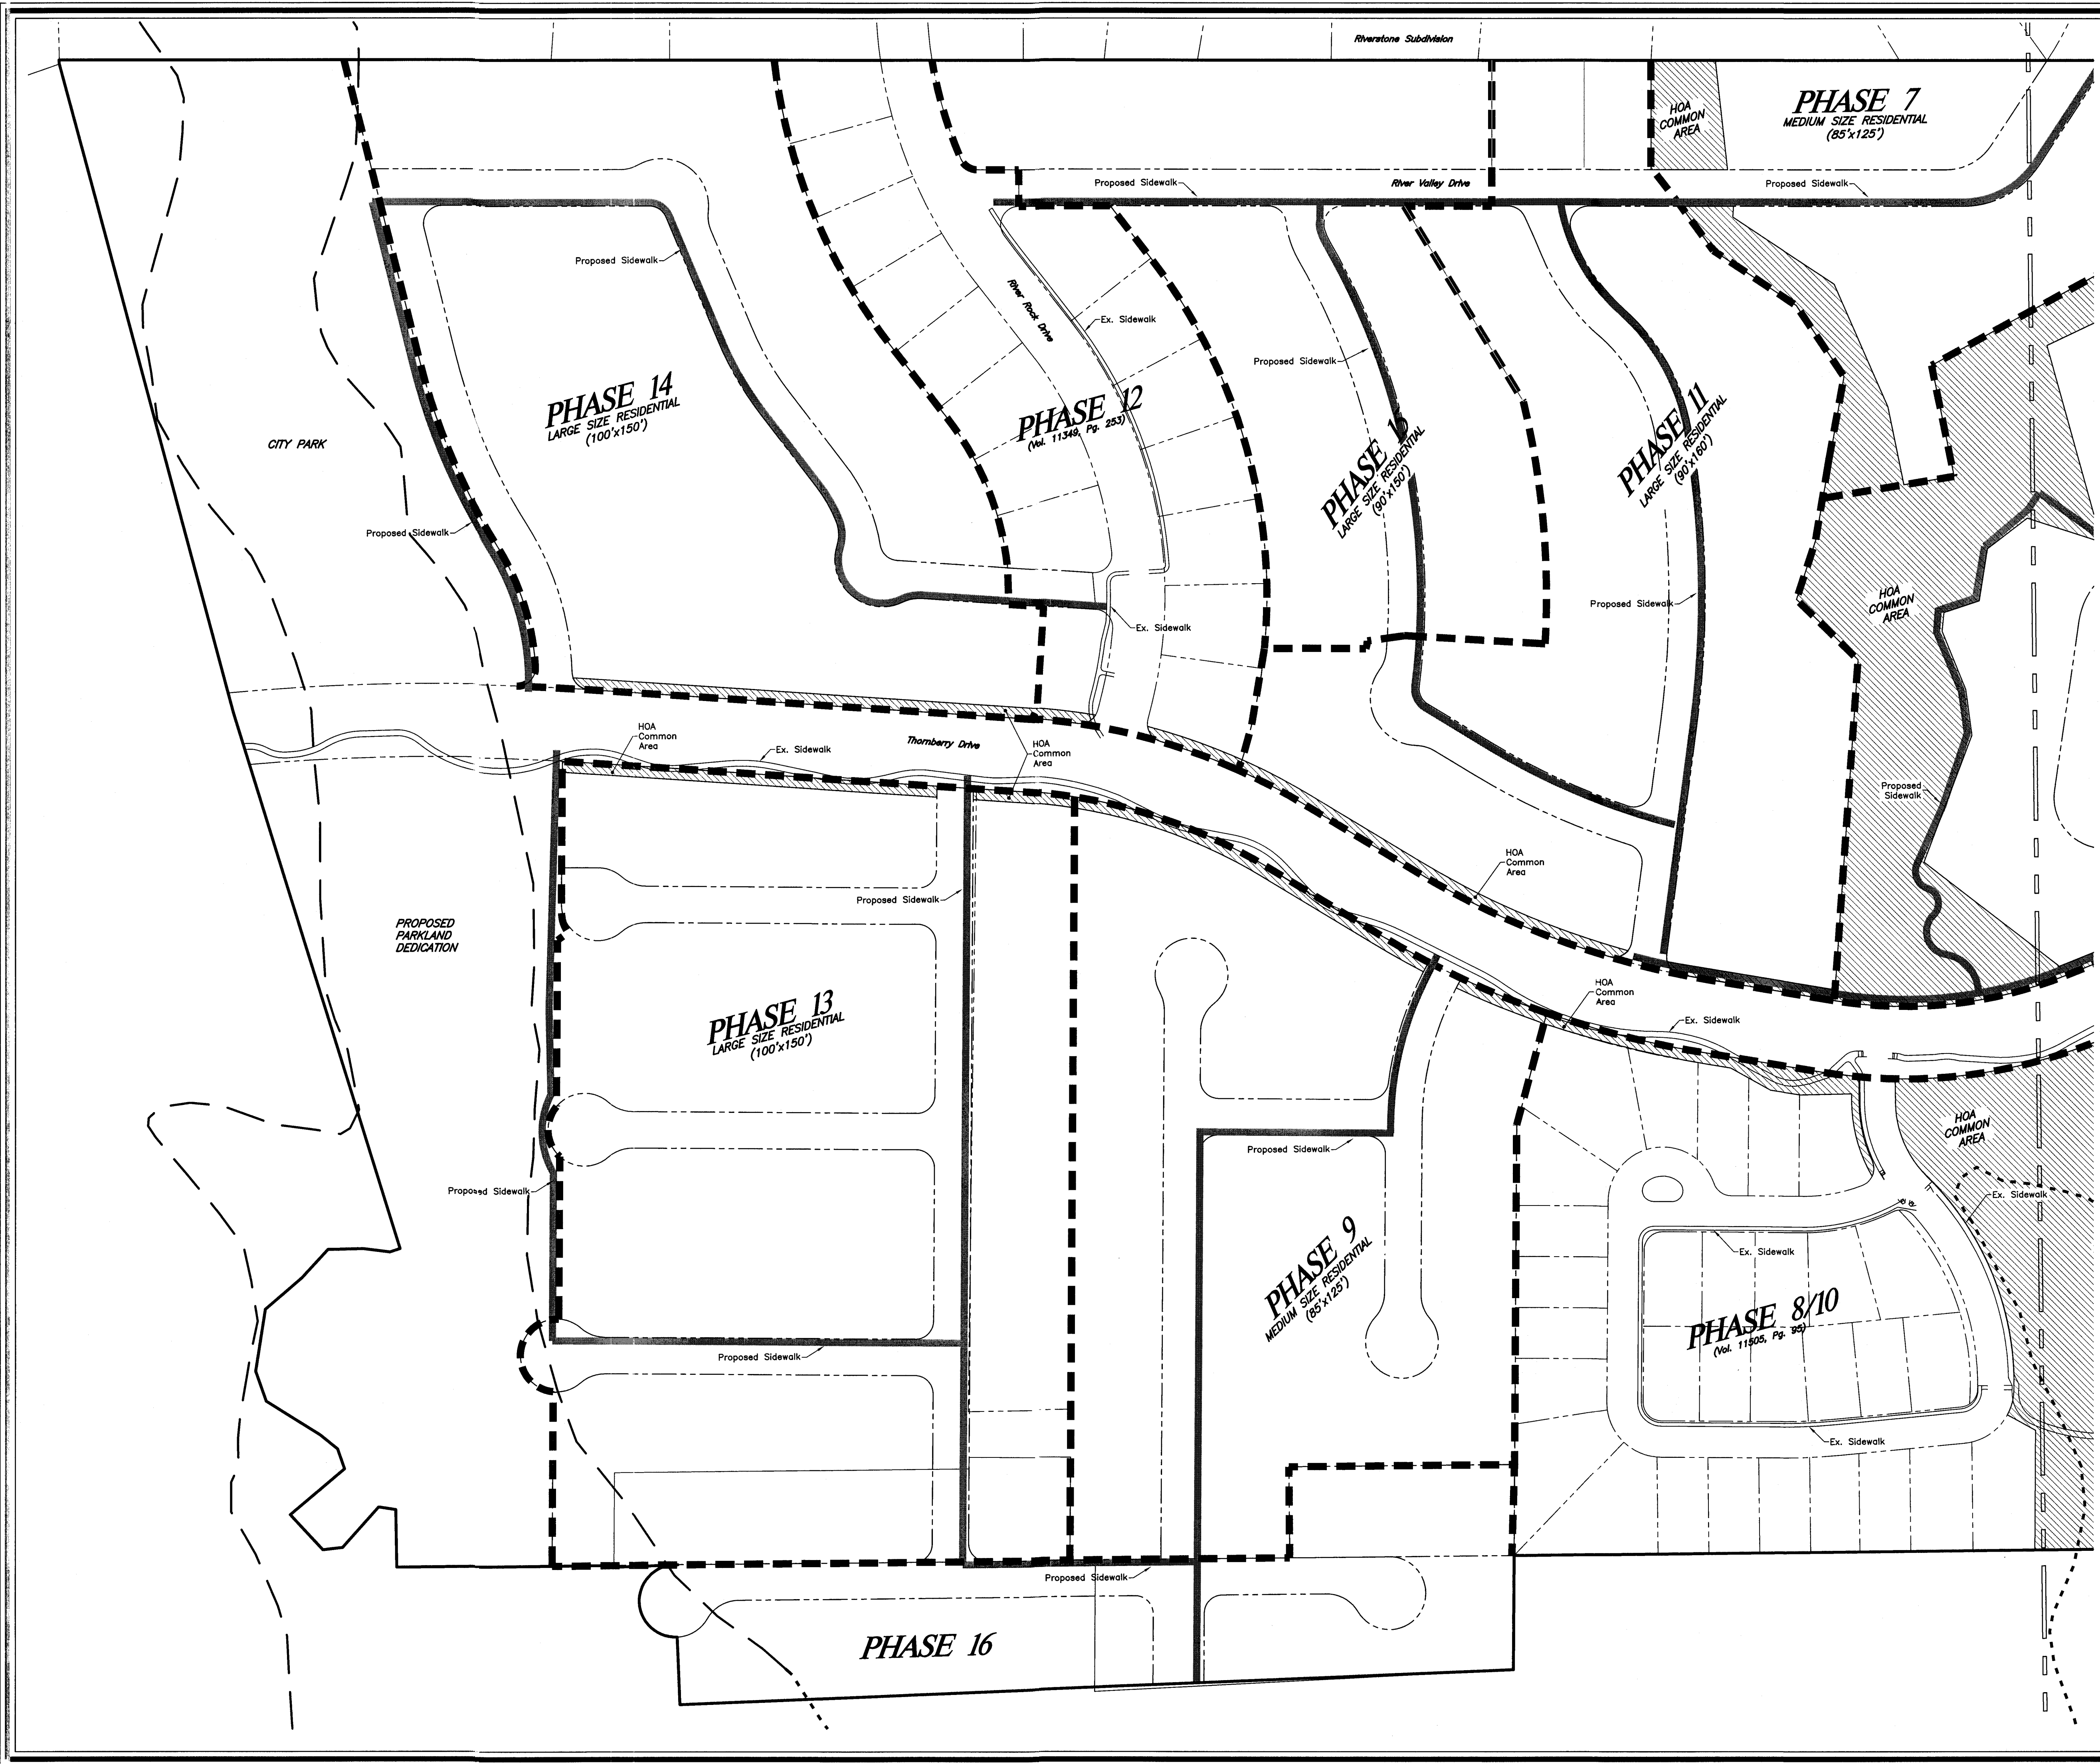 Riverstone Subdivision
HOA
COMMON
AREA
PHASE 7
MEDIUM SIZE RESIDENTIAL
(85'x125')
Proposed Sidewalk
River Valley Drive
Proposed Sidewalk
Proposed Sidewalk
River Rock Drive
Ex. Sidewalk
Proposed Sidewalk
PHASE 14
LARGE SIZE RESIDENTIAL
(100'x150')
PHASE 12
(Vol. 11349, Pg. 253)
PHASE
LARGE SIZE RESIDENTIAL
(90'x150')
PHASE 11
LARGE SIZE RESIDENTIAL
(90'x160')
CITY PARK
Proposed Sidewalk
Proposed Sidewalk
HOA
COMMON
AREA
Ex. Sidewalk
HOA
Common
Area
Ex. Sidewalk
Thornberry Drive
HOA
Common
Area
Proposed
Sidewalk
HOA
Common
Area
Proposed Sidewalk
PROPOSED
PARKLAND
DEDICATION
PHASE 13
LARGE SIZE RESIDENTIAL
(100'x150')
HOA
Common
Area
Ex. Sidewalk
HOA
COMMON
AREA
Proposed Sidewalk
Proposed Sidewalk
Ex. Sidewalk
Ex. Sidewalk
PHASE 9
MEDIUM SIZE RESIDENTIAL
(85'x125')
PHASE 8/10
(Vol. 11505, Pg. 95)
Proposed Sidewalk
Ex. Sidewalk
Proposed Sidewalk
PHASE 16